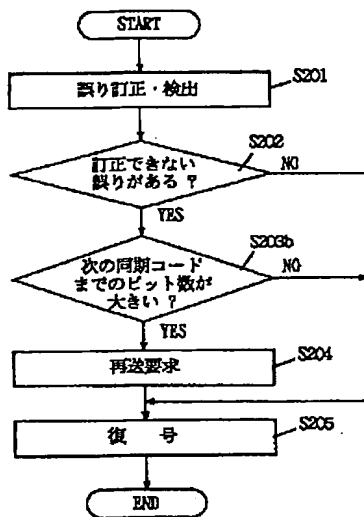 START
誤り訂正・検出
S201
訂正できない
誤りがある ?
S202
NO
YES
次の同期コード
までのビット数が
大きい ?
S203b
NO
YES
再送要求
S204
復 号
S205
END